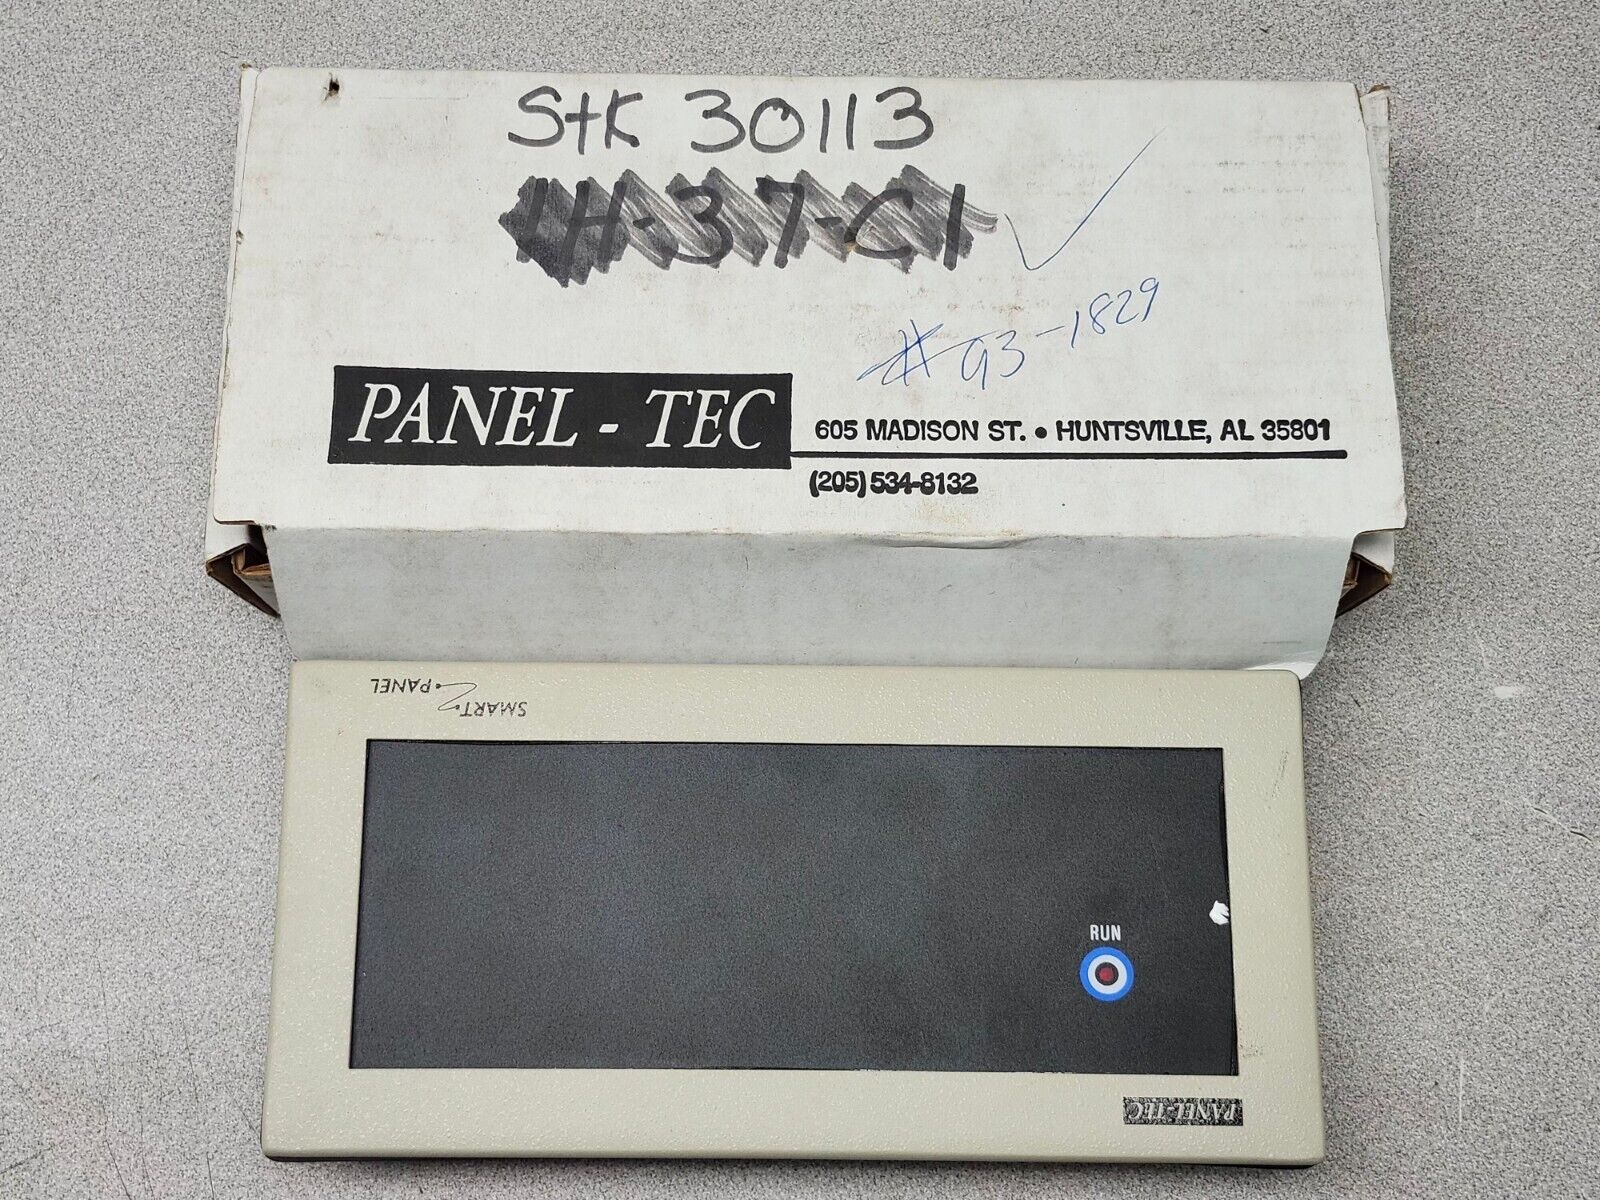 Stk 30113
1H-37-C1
# 93-1829
PANEL - TEC
605 MADISON ST. • HUNTSVILLE, AL 35801
(205) 534-8132
SMART
PANEL
RUN
PANEL-TEC